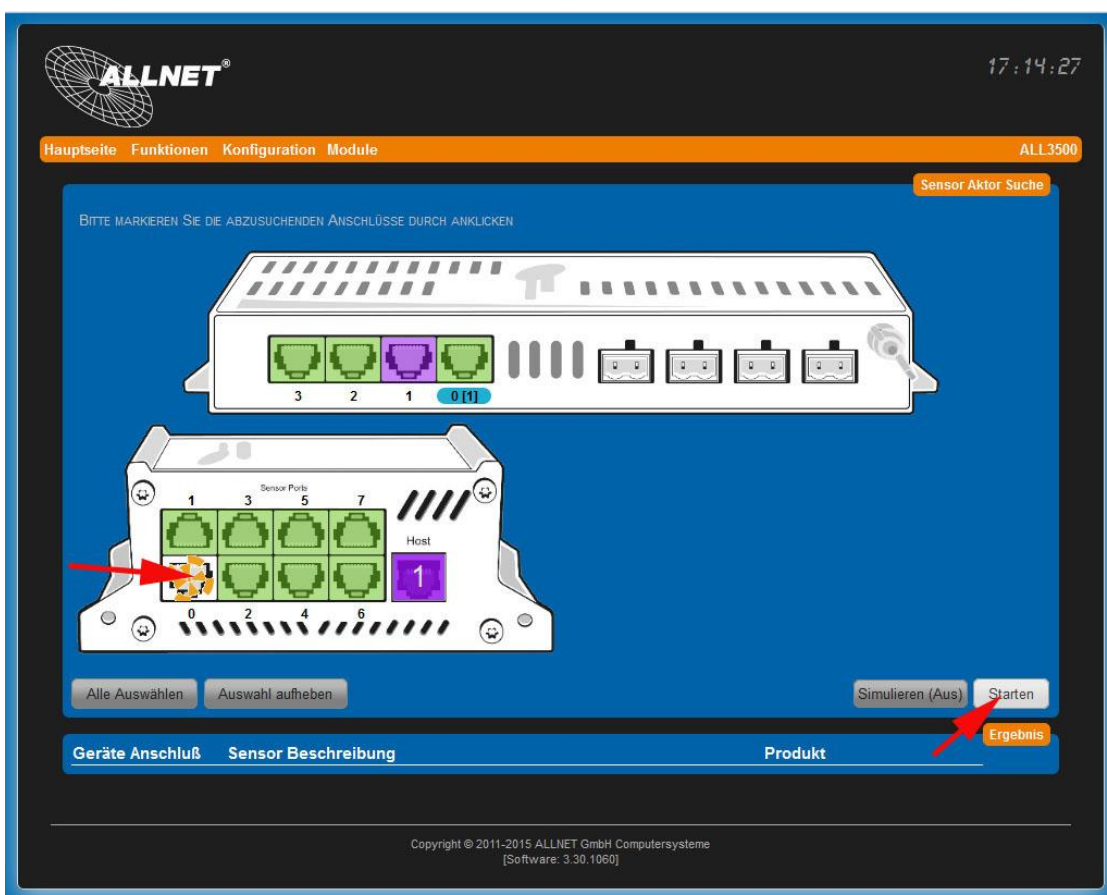 ALLNET®
17:14:27
Hauptseite Funktionen Konfiguration Module ALL3500
Sensor Aktor Suche
BITTE MARKIEREN SIE DIE ABZUSUCHENDEN ANSCHLÜSSE DURCH ANKLICKEN
3 2 1 0 [1]
Sensor Ports
1 3 5 7
Host
1
0 2 4 6
Alle Auswählen Auswahl aufheben Simulieren (Aus) Starten
Ergebnis
Geräte Anschluß Sensor Beschreibung Produkt
Copyright © 2011-2015 ALLNET GmbH Computersysteme
[Software: 3.30.1060]